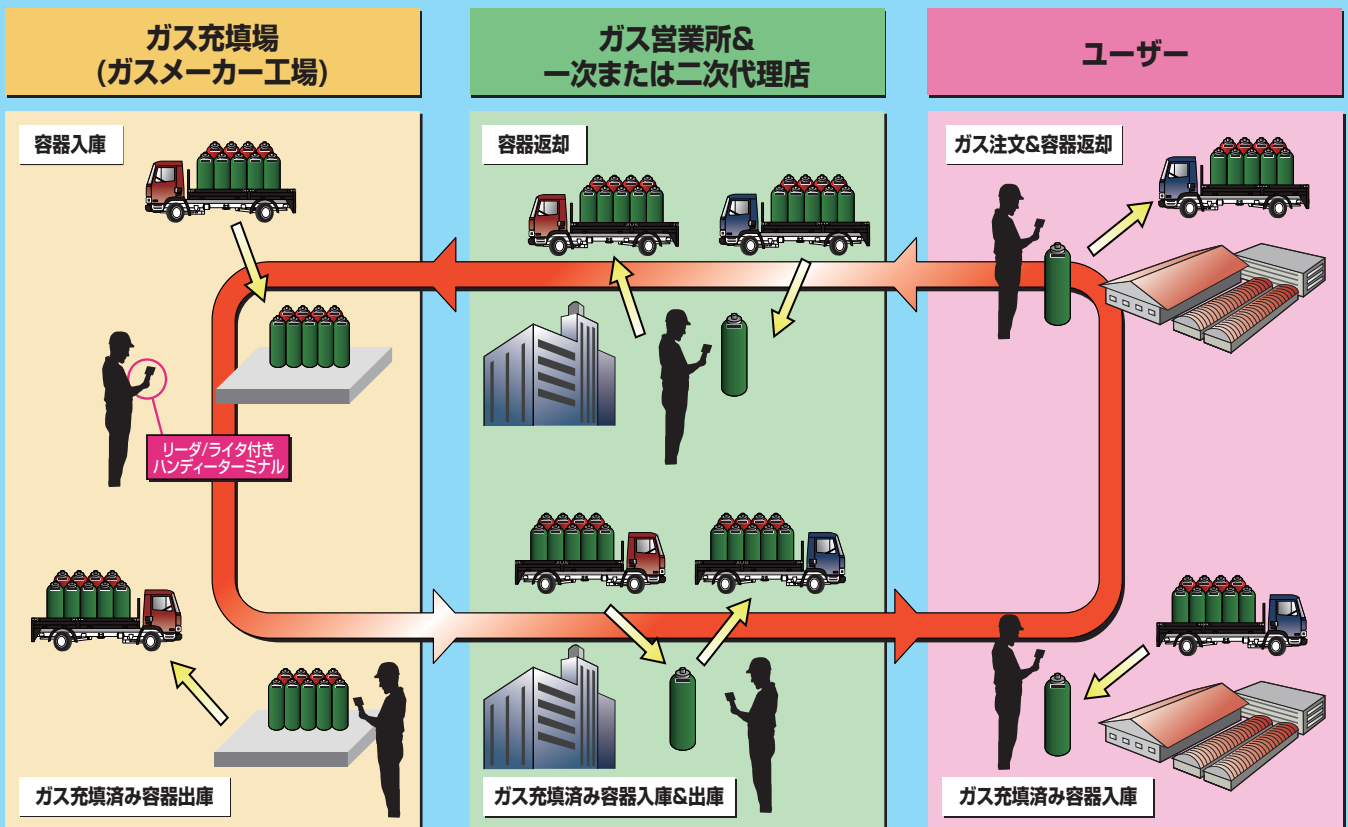 ガス充填場
(ガスメーカー工場)
ガス営業所&
一次または二次代理店
ユーザー
容器入庫
容器返却
ガス注文&容器返却
リーダ/ライタ付き
ハンディーターミナル
ガス充填済み容器出庫
ガス充填済み容器入庫&出庫
ガス充填済み容器入庫